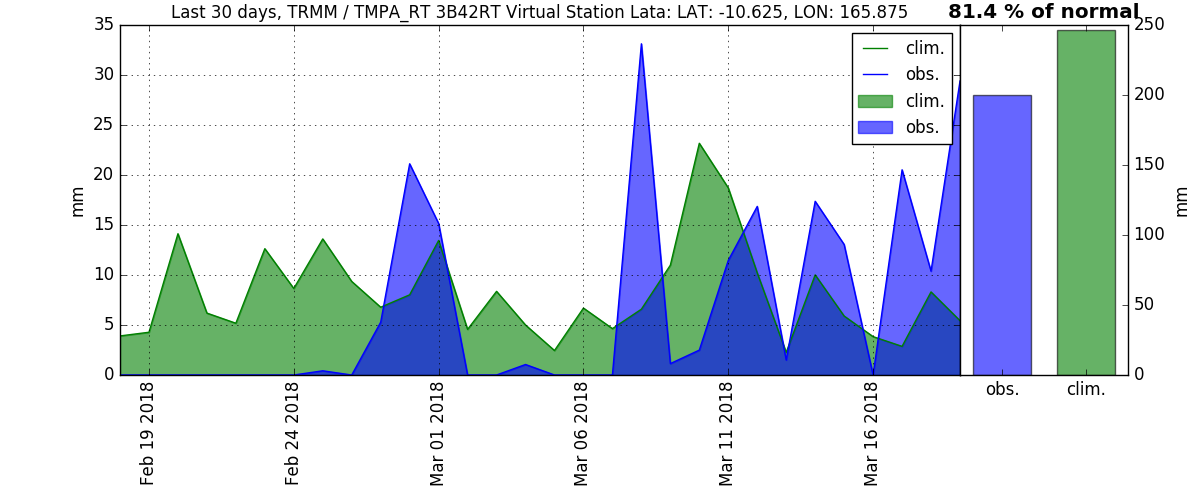 Last 30 days, TRMM / TMPA_RT 3B42RT Virtual Station Lata: LAT: -10.625, LON: 165.875
81.4 % of normal
mm
35
30
25
20
15
10
5
0
clim.
obs.
clim.
obs.
Feb 19 2018
Feb 24 2018
Mar 01 2018
Mar 06 2018
Mar 11 2018
Mar 16 2018
250
200
150
100
50
0
mm
obs.
clim.